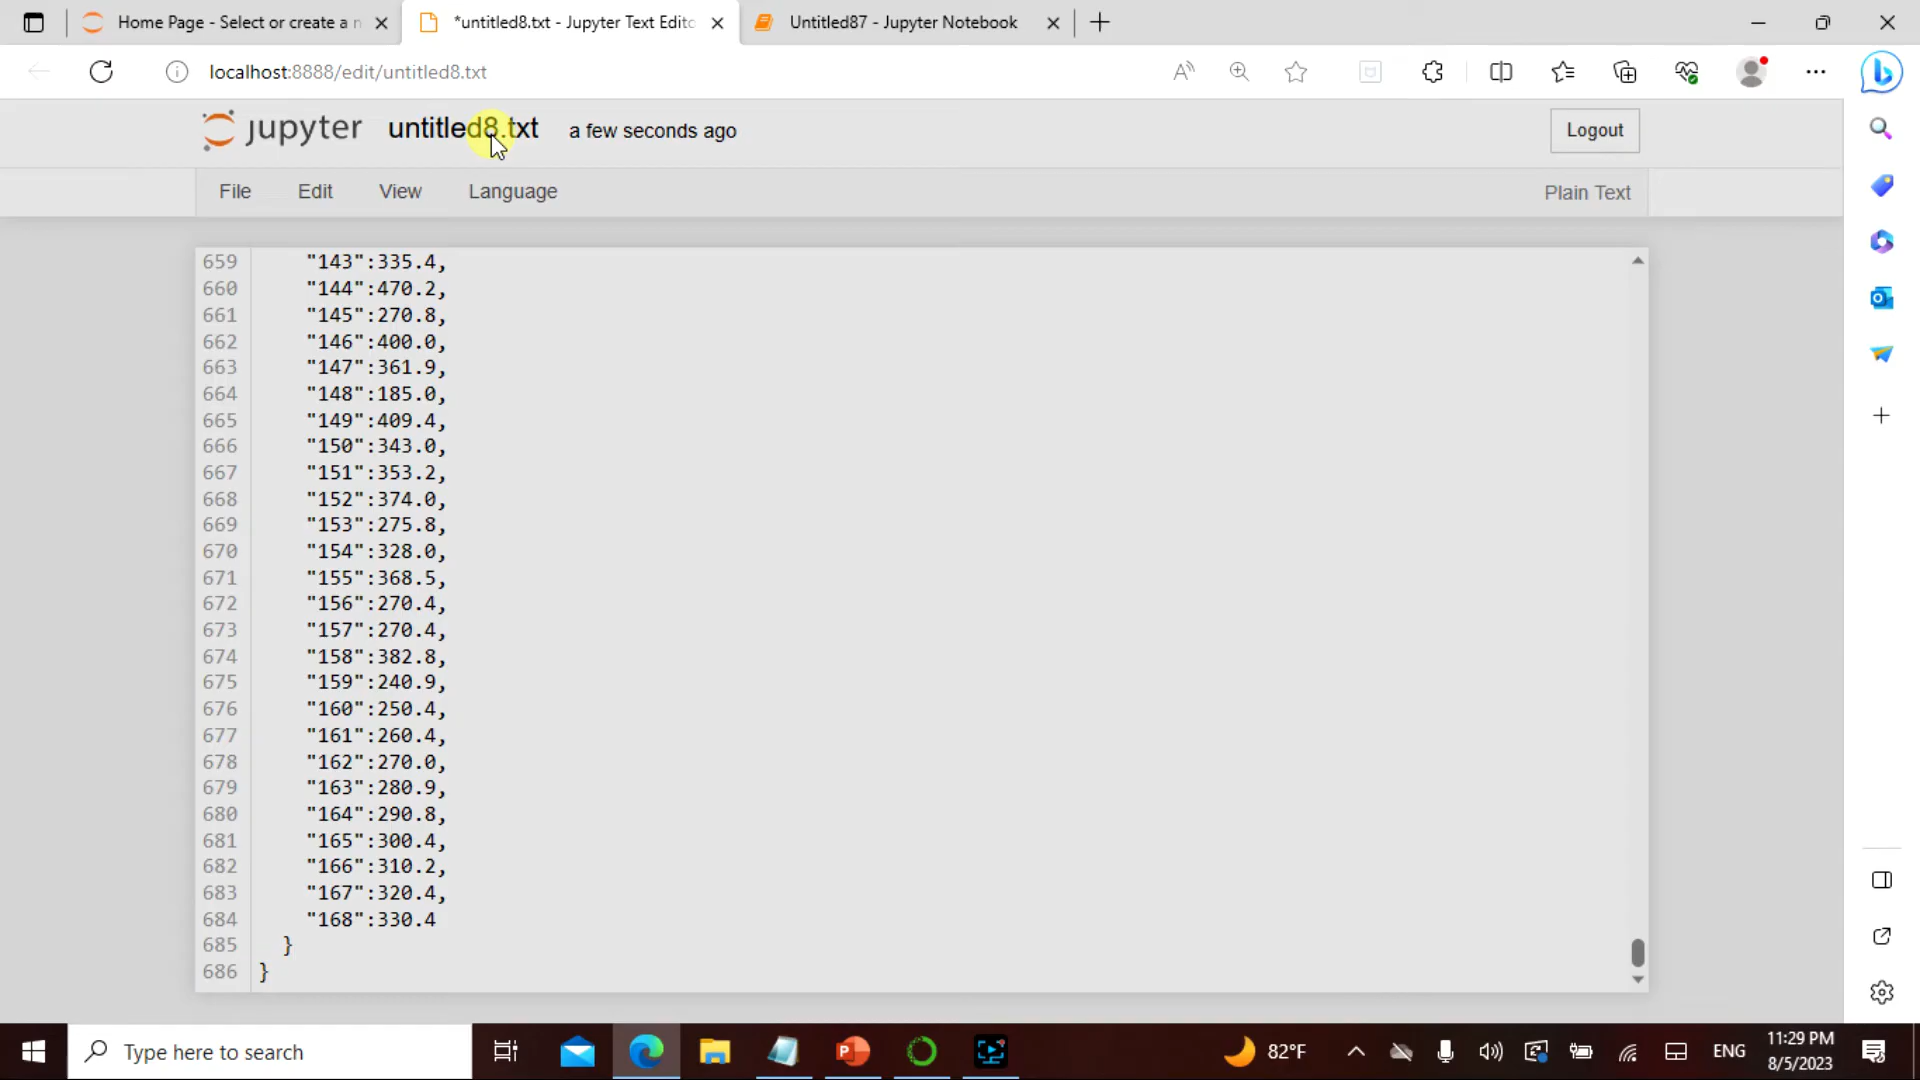 Home Page - Select or create a n
*untitled8.txt - Jupyter Text Edito
Untitled87 - Jupyter Notebook
localhost:8888/edit/untitled8.txt
jupyter untitled8.txt a few seconds ago
Logout
File Edit View Language
Plain Text
659 "143":335.4,
660 "144":470.2,
661 "145":270.8,
662 "146":400.0,
663 "147":361.9,
664 "148":185.0,
665 "149":409.4,
666 "150":343.0,
667 "151":353.2,
668 "152":374.0,
669 "153":275.8,
670 "154":328.0,
671 "155":368.5,
672 "156":270.4,
673 "157":270.4,
674 "158":382.8,
675 "159":240.9,
676 "160":250.4,
677 "161":260.4,
678 "162":270.0,
679 "163":280.9,
680 "164":290.8,
681 "165":300.4,
682 "166":310.2,
683 "167":320.4,
684 "168":330.4
685 }
686 }
Type here to search
82°F
ENG
11:29 PM
8/5/2023